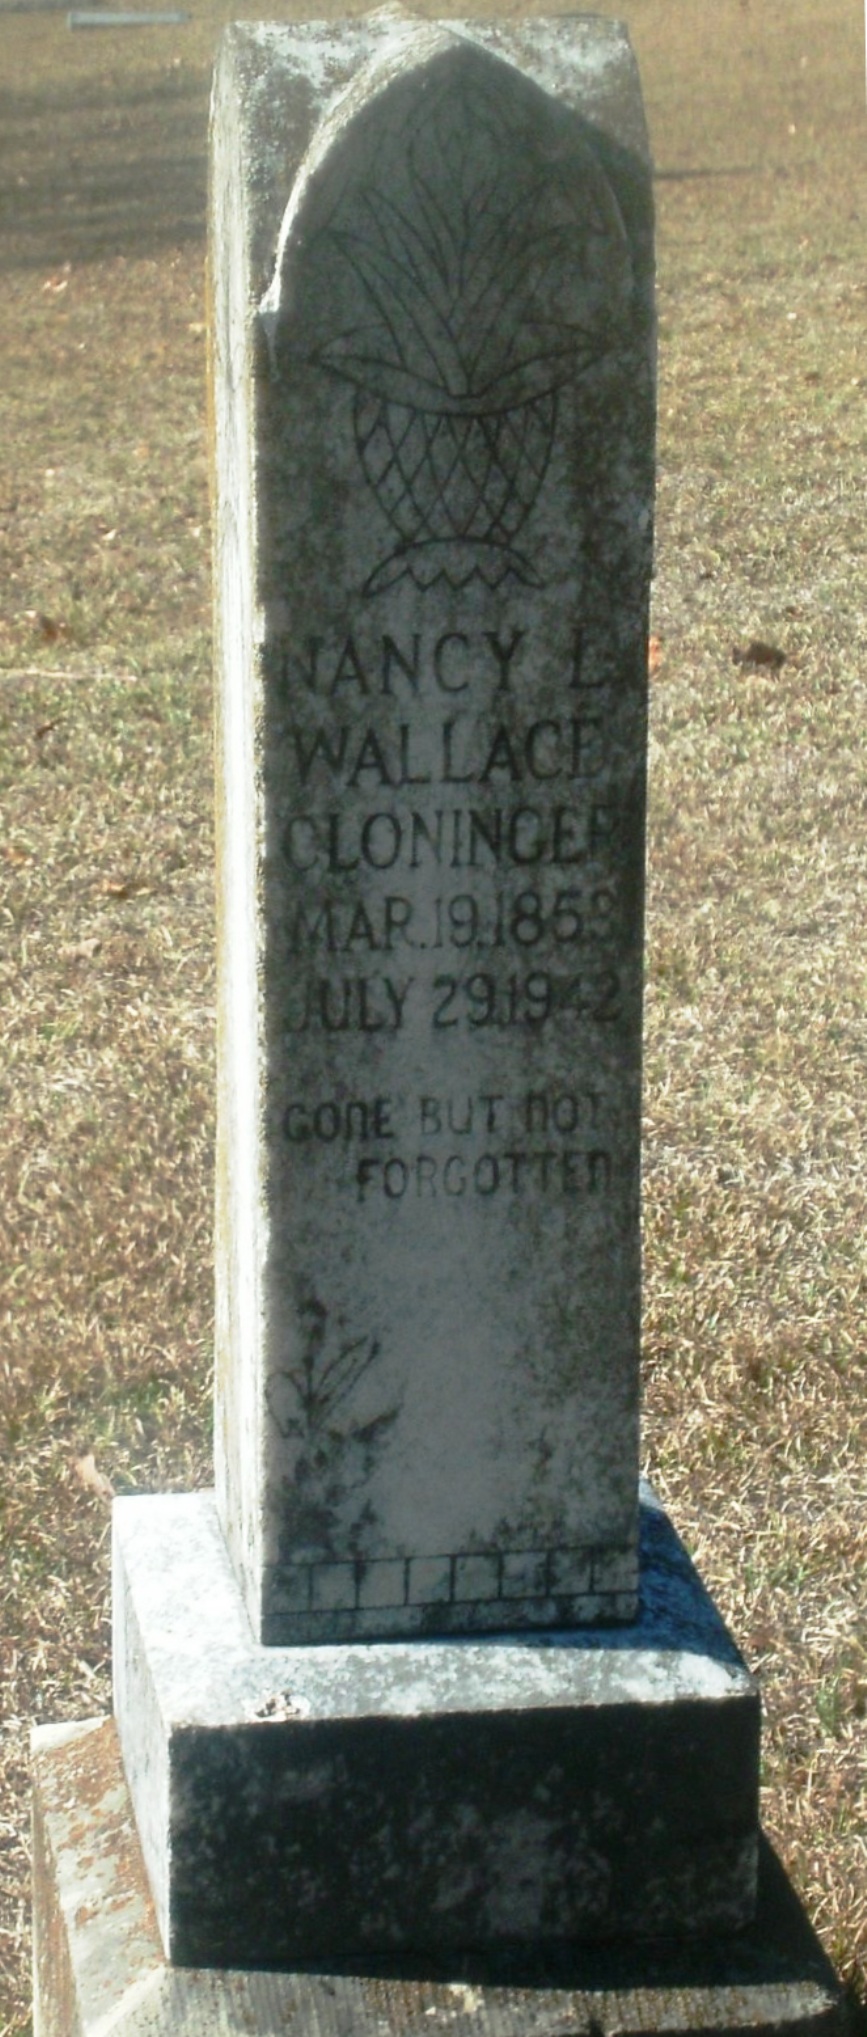 NANCY L.
WALLACE
CLONINGER
MAR. 19, 1853
JULY 29, 1942
GONE BUT NOT
FORGOTTEN